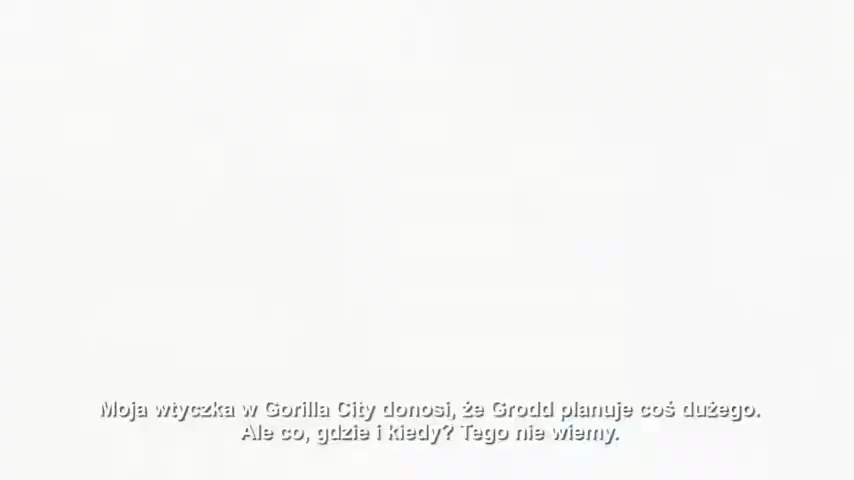 Moja wtyczka w Gorilla City donosi, że Grodd planuje coś dużego.
Ale co, gdzie i kiedy? Tego nie wiemy.